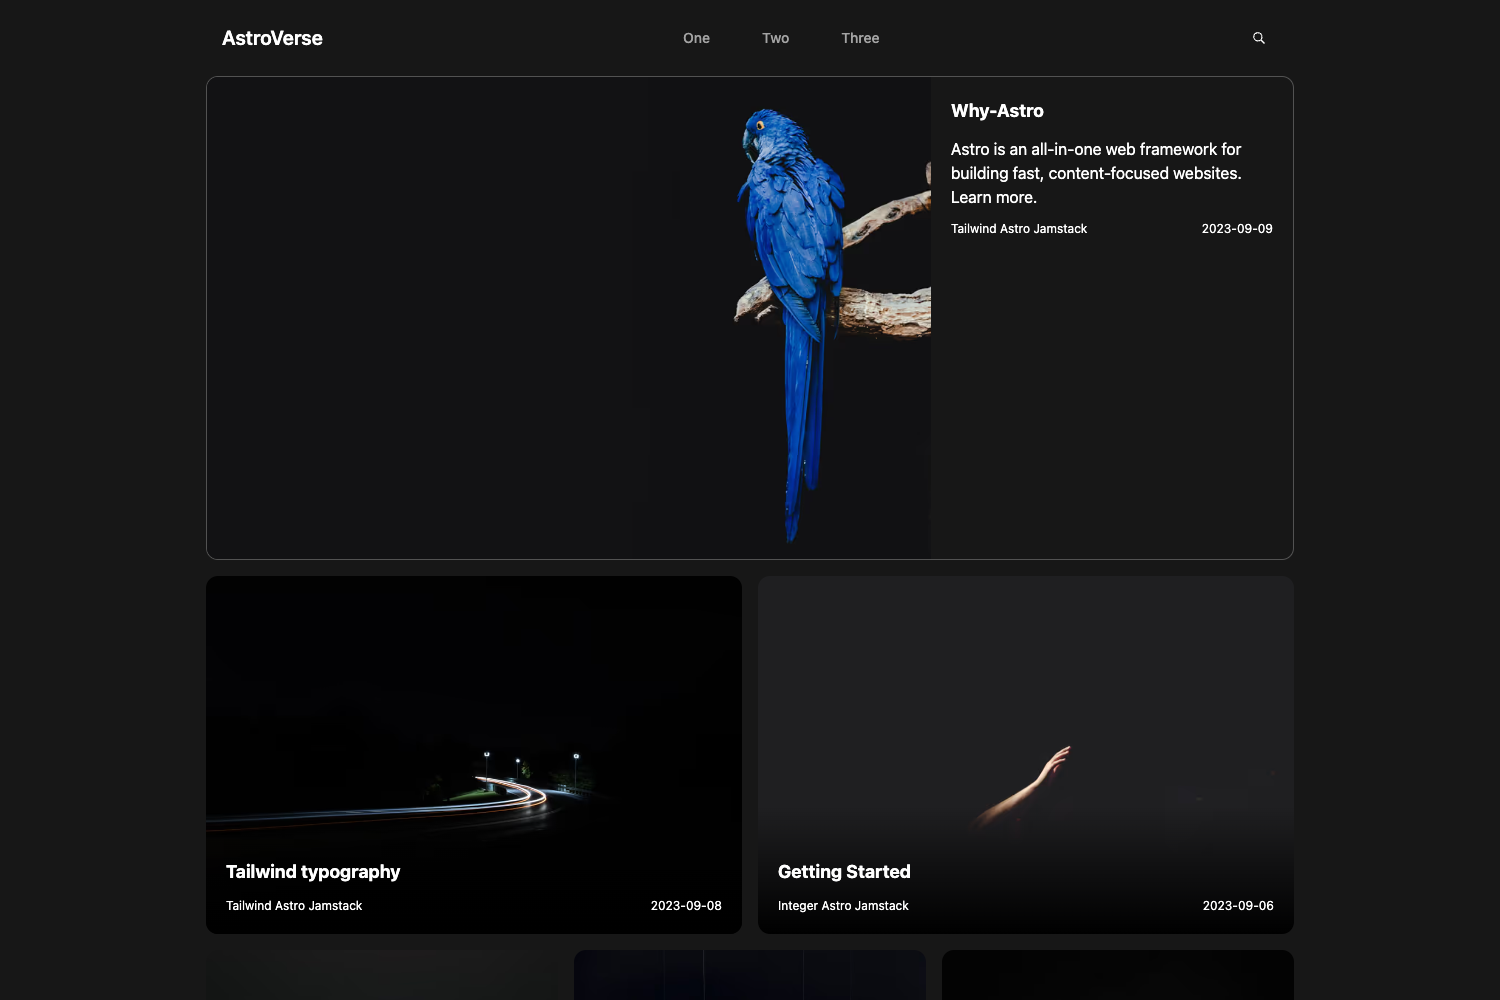 AstroVerse
One
Two
Three
Why-Astro
Astro is an all-in-one web framework for
building fast, content-focused websites.
Learn more.
Tailwind Astro Jamstack
2023-09-09
Tailwind typography
Tailwind Astro Jamstack
2023-09-08
Getting Started
Integer Astro Jamstack
2023-09-06